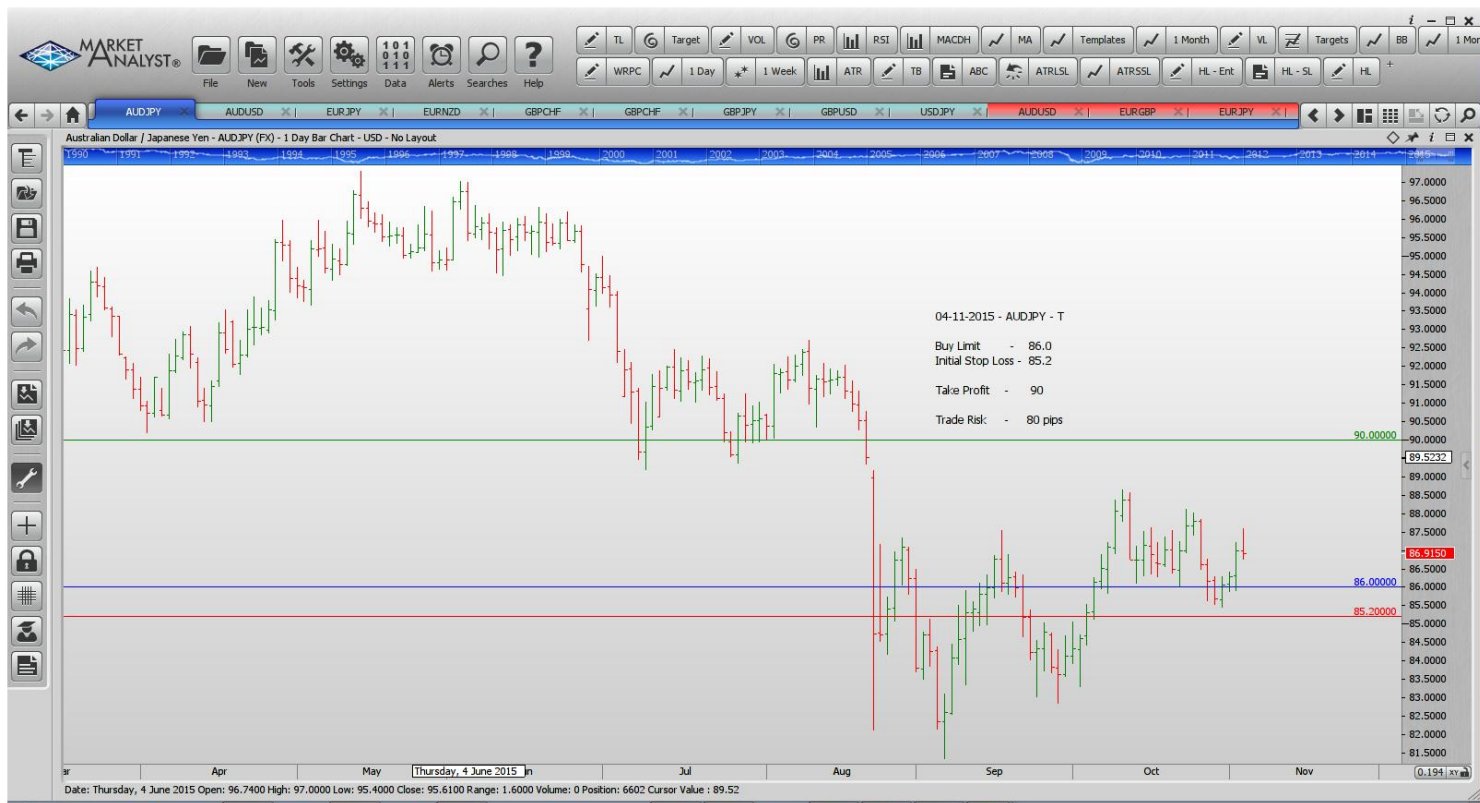 i
MARKET
ANALYST®
File New Tools Settings Data Alerts Searches Help
TL Target VOL PR RSI MACDH MA Templates 1 Month VL Targets BB 1 Mor
WRPC 1 Day 1 Week ATR TB ABC ATRLSL ATRSSL HL - Ent HL - SL HL +
AUDJPY AUDUSD EURJPY EURNZD GBPCHF GBPCHF GBPJPY GBPUSD USDJPY AUDUSD EURGBP EURJPY
Australian Dollar / Japanese Yen - AUDJPY (FX) - 1 Day Bar Chart - USD - No Layout
1990 1991 1992 1993 1994 1995 1996 1997 1998 1999 2000 2001 2002 2003 2004 2005 2006 2007 2008 2009 2010 2011 2012 2013 2014 2015
97.0000
96.5000
96.0000
95.5000
95.0000
94.5000
94.0000
93.5000
04-11-2015 - AUDJPY - T
93.0000
Buy Limit - 86.0
92.5000
Initial Stop Loss - 85.2
92.0000
Take Profit - 90
91.5000
91.0000
Trade Risk - 80 pips
90.5000
90.00000
90.0000
89.5232
89.0000
88.5000
88.0000
87.5000
86.9150
86.5000
86.00000
86.0000
85.5000
85.20000
85.0000
84.5000
84.0000
83.5000
83.0000
82.5000
82.0000
81.5000
ar Apr May Thursday, 4 June 2015 in Jul Aug Sep Oct Nov 0.194 XY
Date: Thursday, 4 June 2015 Open: 96.7400 High: 97.0000 Low: 95.4000 Close: 95.6100 Range: 1.6000 Volume: 0 Position: 6602 Cursor Value : 89.52